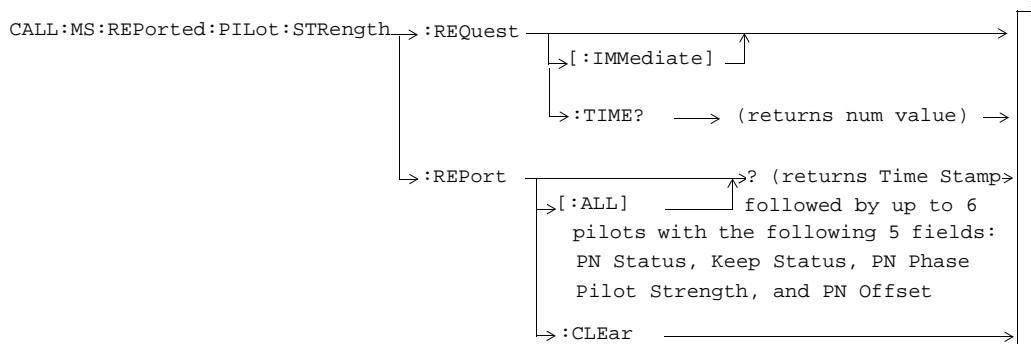 CALL:MS:REPorted:PILot:STRength :REQuest
[:IMMediate]
:TIME? (returns num value)
:REPort ? (returns Time Stamp
[:ALL] followed by up to 6
pilots with the following 5 fields:
PN Status, Keep Status, PN Phase
Pilot Strength, and PN Offset
:CLEar